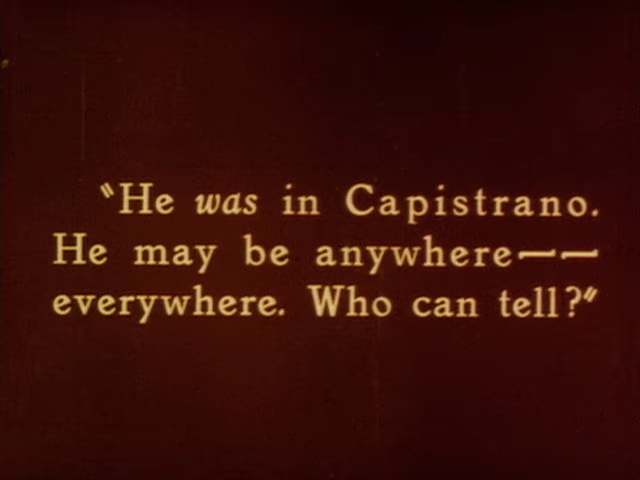 "He was in Capistrano.
He may be anywhere——
everywhere. Who can tell?"